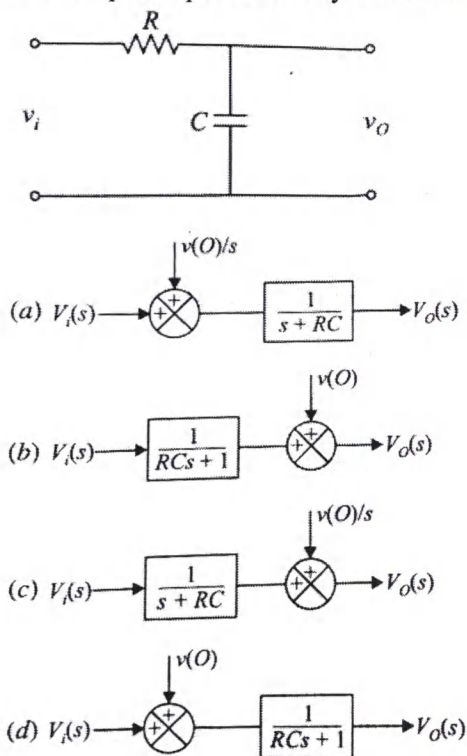 R
v_i
C
v_O
v(O)/s
(a) V_i(s) + + 1/(s + RC) V_O(s)
v(O)
(b) V_i(s) 1/(RCs + 1) + + V_O(s)
v(O)/s
(c) V_i(s) 1/(s + RC) + + V_O(s)
v(O)
(d) V_i(s) + + 1/(RCs + 1) V_O(s)